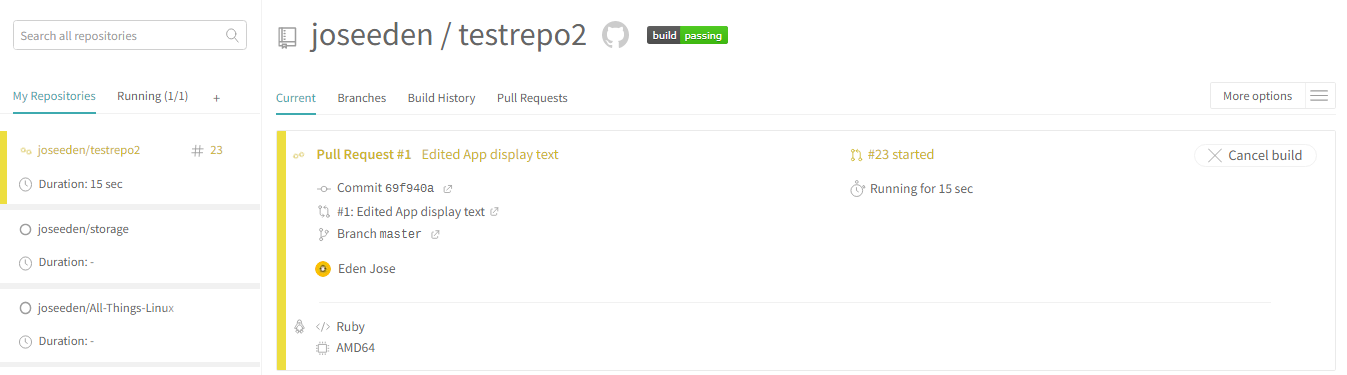 Search all repositories
My Repositories Running (1/1) +
joseeden/testrepo2 # 23
Duration: 15 sec
joseeden/storage
Duration: -
joseeden/All-Things-Linux
Duration: -
joseeden / testrepo2 build passing
Current Branches Build History Pull Requests More options
Pull Request #1 Edited App display text #23 started Cancel build
Commit 69f940a Running for 15 sec
#1: Edited App display text
Branch master
Eden Jose
</> Ruby
AMD64